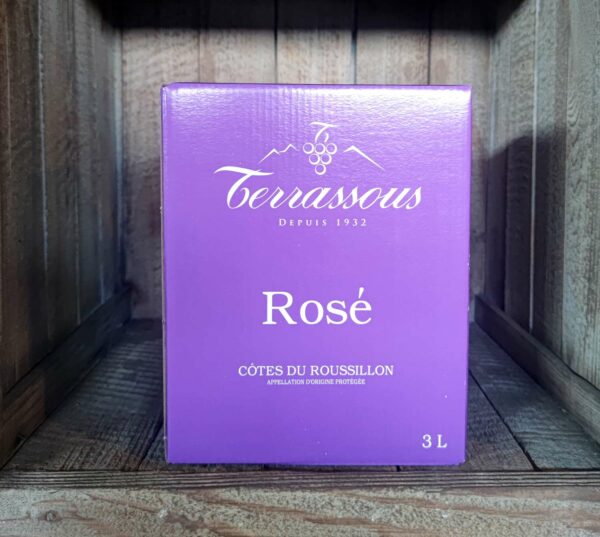 Terrassous
DEPUIS 1932
Rosé
CÔTES DU ROUSSILLON
APPELLATION D'ORIGINE PROTÉGÉE
3 L